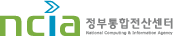 ncia 정부통합전산센터
National Computing & Information Agency